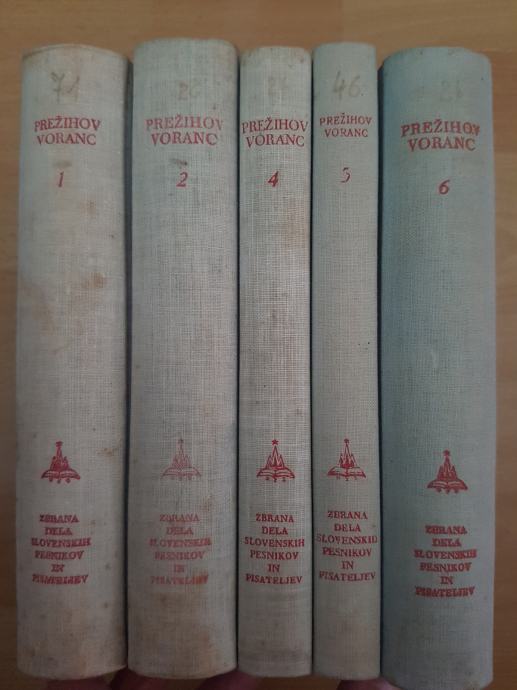 71
PREŽIHOV
VORANC
1
ZBRANA
DELA
SLOVENSKIH
PESNIKOV
IN
PISATELJEV
PREŽIHOV
VORANC
2
ZBRANA
DELA
SLOVENSKIH
PESNIKOV
IN
PISATELJEV
PREŽIHOV
VORANC
4
ZBRANA
DELA
SLOVENSKIH
PESNIKOV
IN
PISATELJEV
46
PREŽIHOV
VORANC
5
ZBRANA
DELA
SLOVENSKIH
PESNIKOV
IN
PISATELJEV
PREŽIHOV
VORANC
6
ZBRANA
DELA
SLOVENSKIH
PESNIKOV
IN
PISATELJEV